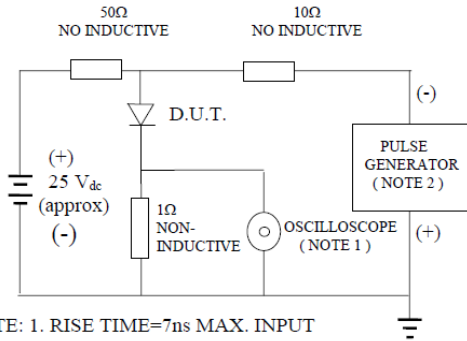 50Ω
NO INDUCTIVE
10Ω
NO INDUCTIVE
D.U.T.
(-)
(+)
25 Vdc
(approx)
(-)
1Ω
NON-
INDUCTIVE
OSCILLOSCOPE
( NOTE 1 )
PULSE
GENERATOR
( NOTE 2 )
(+)
TE: 1. RISE TIME=7ns MAX. INPUT